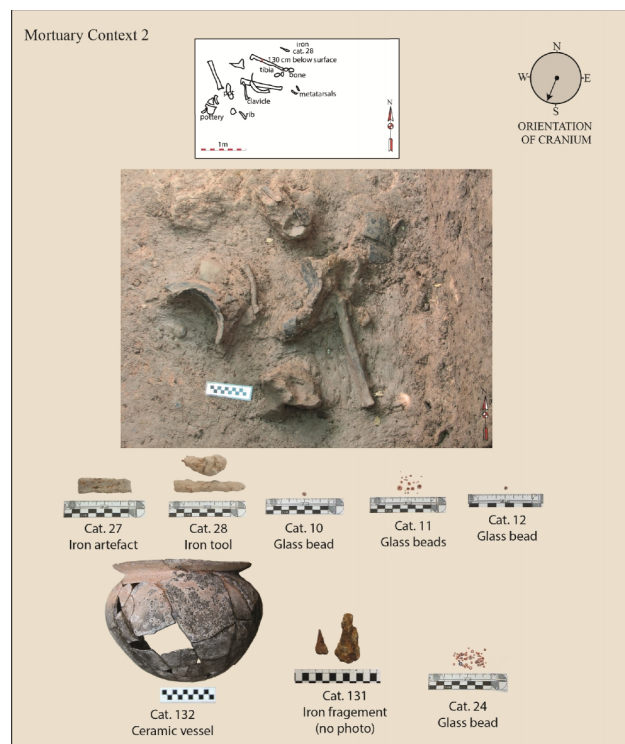 Mortuary Context 2
iron
cat. 28
130 cm below surface
tibia
bone
clavicle
metatarsals
pottery
rib
N
1m
N
W
E
S
ORIENTATION
OF CRANIUM
Cat. 27
Iron artefact
Cat. 28
Iron tool
Cat. 10
Glass bead
Cat. 11
Glass beads
Cat. 12
Glass bead
Cat. 132
Ceramic vessel
Cat. 131
Iron fragement
(no photo)
Cat. 24
Glass bead